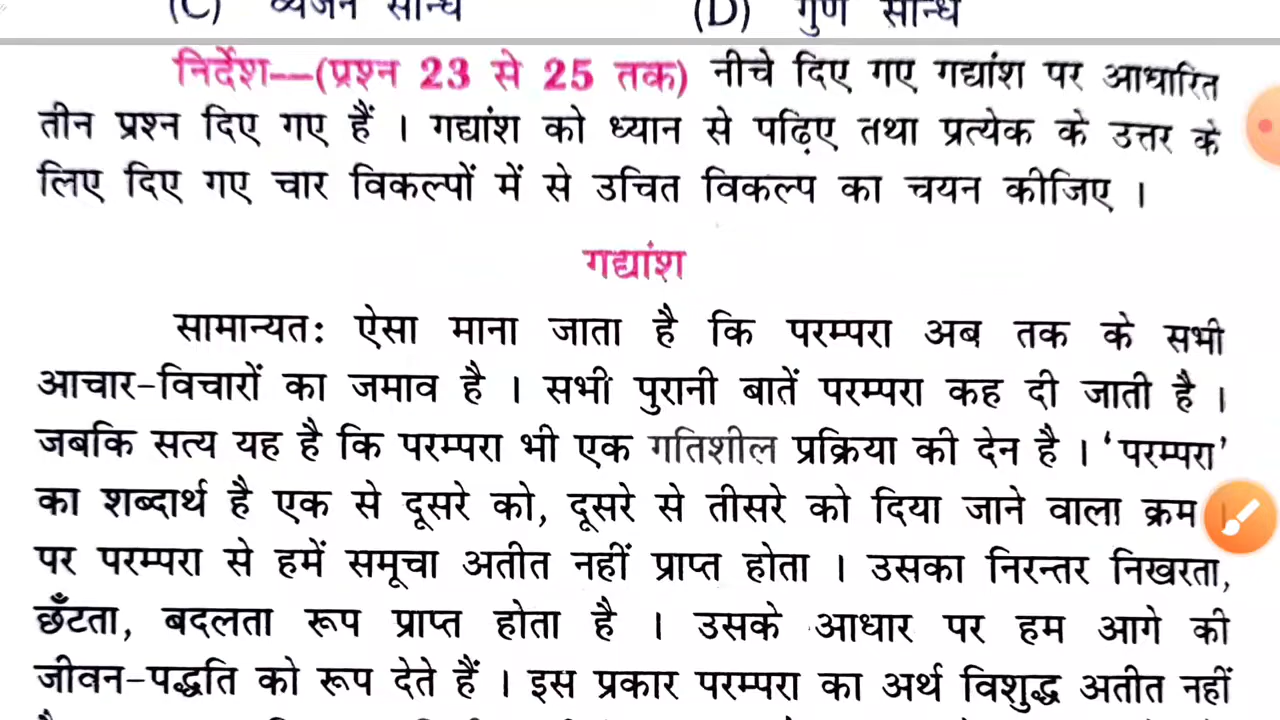 (C) व्यंजन सन्धि (D) गुण सन्धि
निर्देश—(प्रश्न 23 से 25 तक) नीचे दिए गए गद्यांश पर आधारित
तीन प्रश्न दिए गए हैं । गद्यांश को ध्यान से पढ़िए तथा प्रत्येक के उत्तर के
लिए दिए गए चार विकल्पों में से उचित विकल्प का चयन कीजिए ।
गद्यांश
सामान्यतः ऐसा माना जाता है कि परम्परा अब तक के सभी
आचार-विचारों का जमाव है । सभी पुरानी बातें परम्परा कह दी जाती है ।
जबकि सत्य यह है कि परम्परा भी एक गतिशील प्रक्रिया की देन है । 'परम्परा'
का शब्दार्थ है एक से दूसरे को, दूसरे से तीसरे को दिया जाने वाला क्रम ।
पर परम्परा से हमें समूचा अतीत नहीं प्राप्त होता । उसका निरन्तर निखरता,
छँटता, बदलता रूप प्राप्त होता है । उसके आधार पर हम आगे की
जीवन-पद्धति को रूप देते हैं । इस प्रकार परम्परा का अर्थ विशुद्ध अतीत नहीं